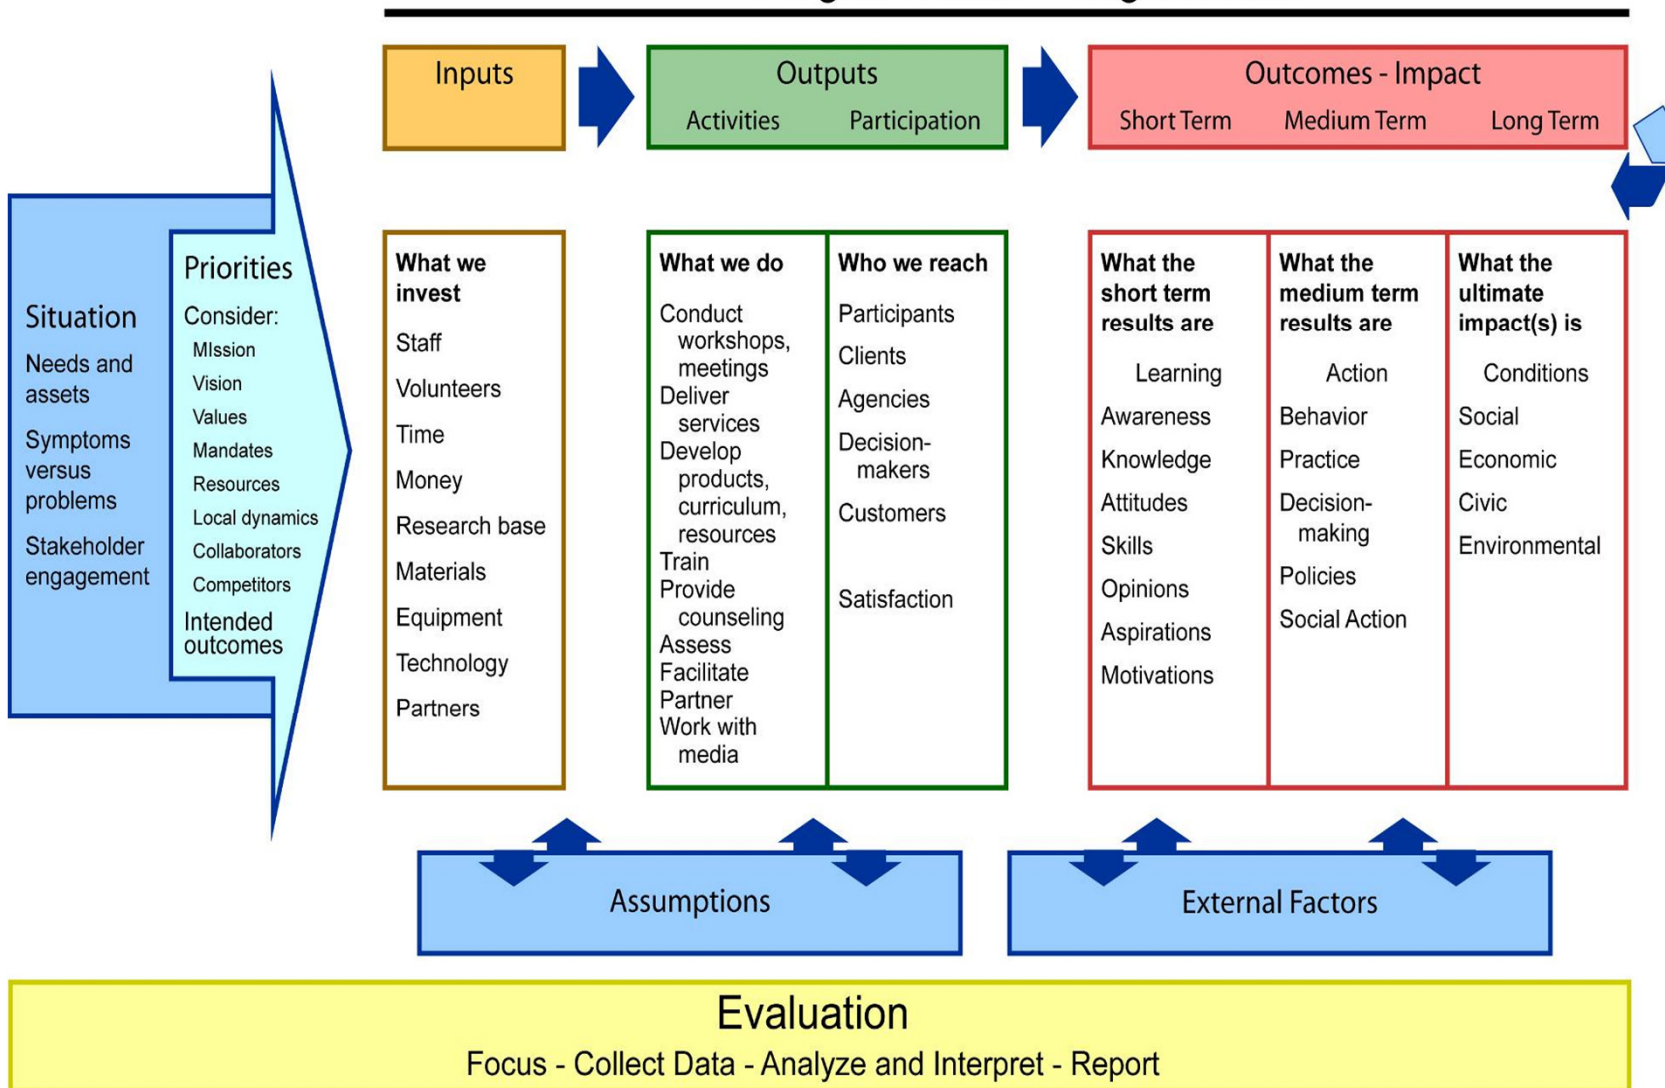 Inputs
Outputs
Activities Participation
Outcomes - Impact
Short Term Medium Term Long Term
Situation
Needs and
assets
Symptoms
versus
problems
Stakeholder
engagement
Priorities
Consider:
MIssion
Vision
Values
Mandates
Resources
Local dynamics
Collaborators
Competitors
Intended
outcomes
What we
invest
Staff
Volunteers
Time
Money
Research base
Materials
Equipment
Technology
Partners
What we do
Conduct
workshops,
meetings
Deliver
services
Develop
products,
curriculum,
resources
Train
Provide
counseling
Assess
Facilitate
Partner
Work with
media
Who we reach
Participants
Clients
Agencies
Decision-
makers
Customers
Satisfaction
What the
short term
results are
Learning
Awareness
Knowledge
Attitudes
Skills
Opinions
Aspirations
Motivations
What the
medium term
results are
Action
Behavior
Practice
Decision-
making
Policies
Social Action
What the
ultimate
impact(s) is
Conditions
Social
Economic
Civic
Environmental
Assumptions
External Factors
Evaluation
Focus - Collect Data - Analyze and Interpret - Report